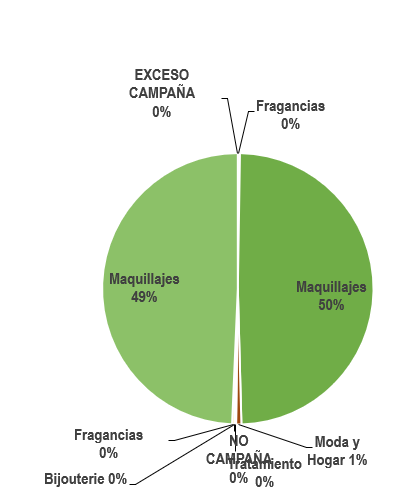 EXCESO
CAMPAÑA
0%
Fragancias
0%
Maquillajes
49%
Maquillajes
50%
Fragancias
0%
Bijouterie 0%
NO
CAMPAÑA
0%
Tratamiento
0%
Moda y
Hogar 1%